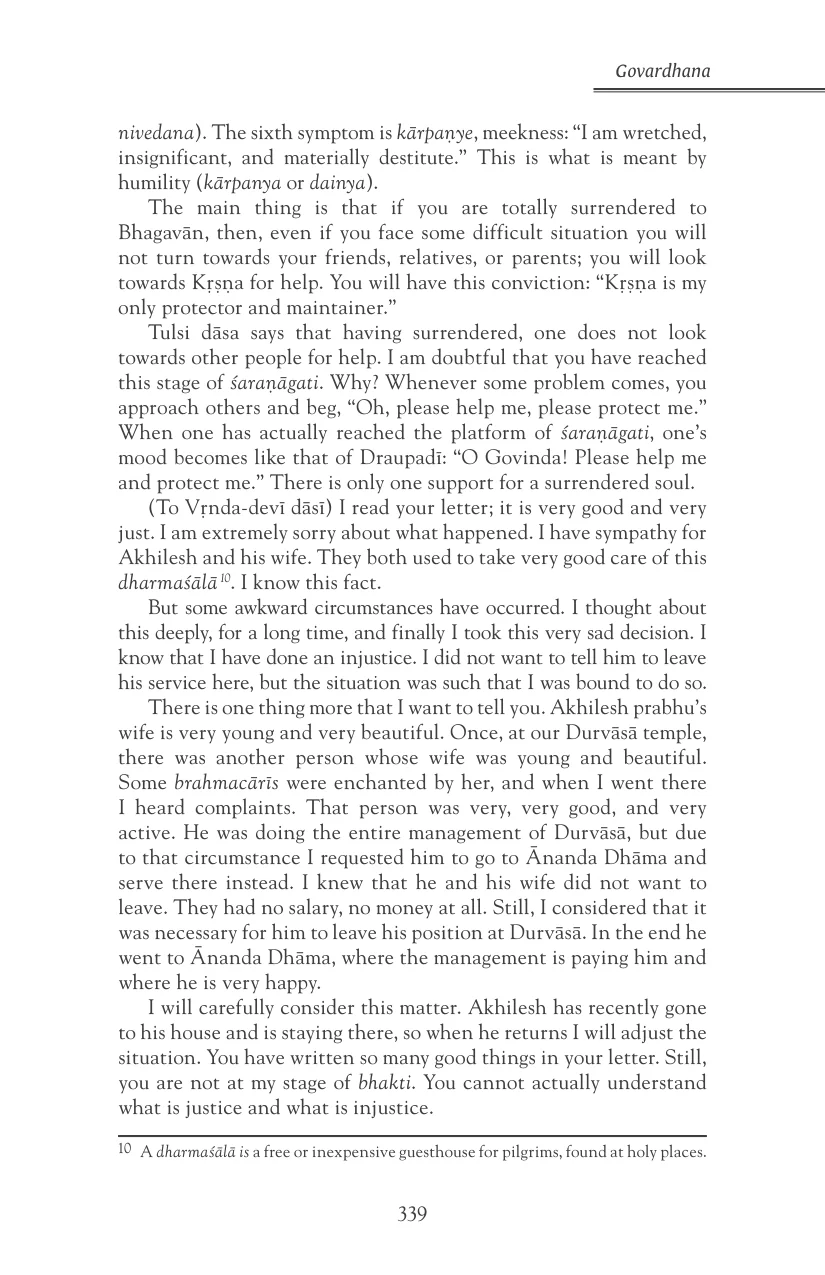 Govardhana
nivedana). The sixth symptom is kārpaṇye, meekness: “I am wretched,
insignificant, and materially destitute.” This is what is meant by
humility (kārpanya or dainya).
The main thing is that if you are totally surrendered to
Bhagavān, then, even if you face some difficult situation you will
not turn towards your friends, relatives, or parents; you will look
towards Kṛṣṇa for help. You will have this conviction: “Kṛṣṇa is my
only protector and maintainer.”
Tulsi dāsa says that having surrendered, one does not look
towards other people for help. I am doubtful that you have reached
this stage of śaraṇāgati. Why? Whenever some problem comes, you
approach others and beg, “Oh, please help me, please protect me.”
When one has actually reached the platform of śaraṇāgati, one’s
mood becomes like that of Draupadī: “O Govinda! Please help me
and protect me.” There is only one support for a surrendered soul.
(To Vṛnda-devī dāsī) I read your letter; it is very good and very
just. I am extremely sorry about what happened. I have sympathy for
Akhilesh and his wife. They both used to take very good care of this
dharmaśālā 10. I know this fact.
But some awkward circumstances have occurred. I thought about
this deeply, for a long time, and finally I took this very sad decision. I
know that I have done an injustice. I did not want to tell him to leave
his service here, but the situation was such that I was bound to do so.
There is one thing more that I want to tell you. Akhilesh prabhu’s
wife is very young and very beautiful. Once, at our Durvāsā temple,
there was another person whose wife was young and beautiful.
Some brahmacārīs were enchanted by her, and when I went there
I heard complaints. That person was very, very good, and very
active. He was doing the entire management of Durvāsā, but due
to that circumstance I requested him to go to Ānanda Dhāma and
serve there instead. I knew that he and his wife did not want to
leave. They had no salary, no money at all. Still, I considered that it
was necessary for him to leave his position at Durvāsā. In the end he
went to Ānanda Dhāma, where the management is paying him and
where he is very happy.
I will carefully consider this matter. Akhilesh has recently gone
to his house and is staying there, so when he returns I will adjust the
situation. You have written so many good things in your letter. Still,
you are not at my stage of bhakti. You cannot actually understand
what is justice and what is injustice.
10 A dharmaśālā is a free or inexpensive guesthouse for pilgrims, found at holy places.
339